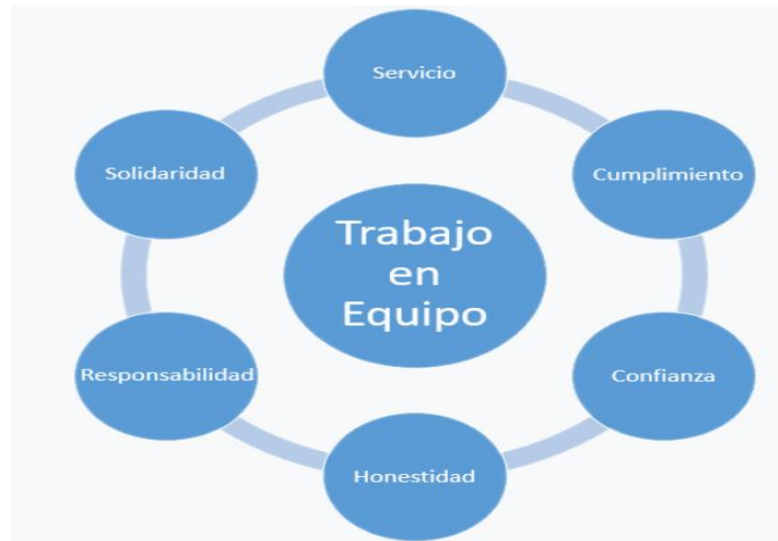 Servicio
Solidaridad
Cumplimiento
Trabajo
en
Equipo
Responsabilidad
Confianza
Honestidad